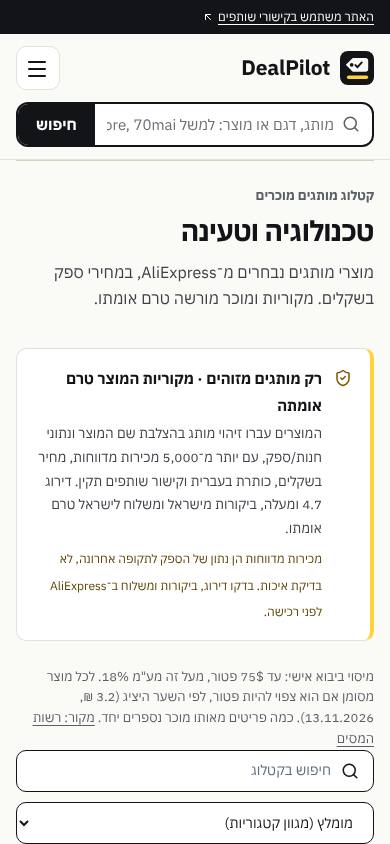 האתר משתמש בקישורי שותפים
DealPilot
מותג, דגם או מוצר: למשל ore, 70mai
חיפוש
קטלוג מותגים מוכרים
טכנולוגיה וטעינה
מוצרי מותגים נבחרים מ־AliExpress, במחירי ספק
בשקלים. מקוריות ומוכר מורשה טרם אומתו.
רק מותגים מזוהים · מקוריות המוצר טרם
אומתה
המוצרים עברו זיהוי מותג בהצלבת שם המוצר ונתוני
חנות/ספק, עם יותר מ־5,000 מכירות מדווחות, מחיר
בשקלים, כותרת בעברית וקישור שותפים תקין. דירוג
4.7 ומעלה, ביקורות מישראל ומשלוח לישראל טרם
אומתו.
מכירות מדווחות הן נתון של הספק לתקופה אחרונה, לא
בדיקת איכות. בדקו דירוג, ביקורות ומשלוח ב־AliExpress
לפני רכישה.
מיסוי ביבוא אישי: עד $75 פטור, מעל זה מע"מ 18%. לכל מוצר
מסומן אם הוא צפוי להיות פטור, לפי השער היציג (3.2 ₪,
13.11.2026). כמה פריטים מאותו מוכר נספרים יחד. מקור: רשות
המסים
חיפוש בקטלוג
מומלץ (מגוון קטגוריות)